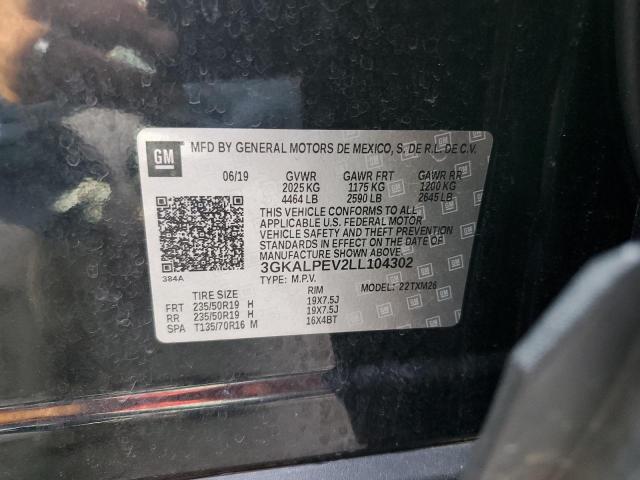 GM MFD BY GENERAL MOTORS DE MEXICO, S. DE R.L. DE C.V.
06/19 GVWR GAWR FRT GAWR RR
2025 KG 1175 KG 1200 KG
4464 LB 2590 LB 2645 LB
THIS VEHICLE CONFORMS TO ALL
APPLICABLE U.S. FEDERAL MOTOR
VEHICLE SAFETY AND THEFT PREVENTION
STANDARDS IN EFFECT ON THE DATE OF
MANUFACTURE SHOWN ABOVE.
384A 3GKALPEV2LL104302
TYPE: M.P.V. MODEL: 22TXM26
TIRE SIZE RIM
FRT 235/50R19 H 19X7.5J
RR 235/50R19 H 19X7.5J
SPA T135/70R16 M 16X4BT